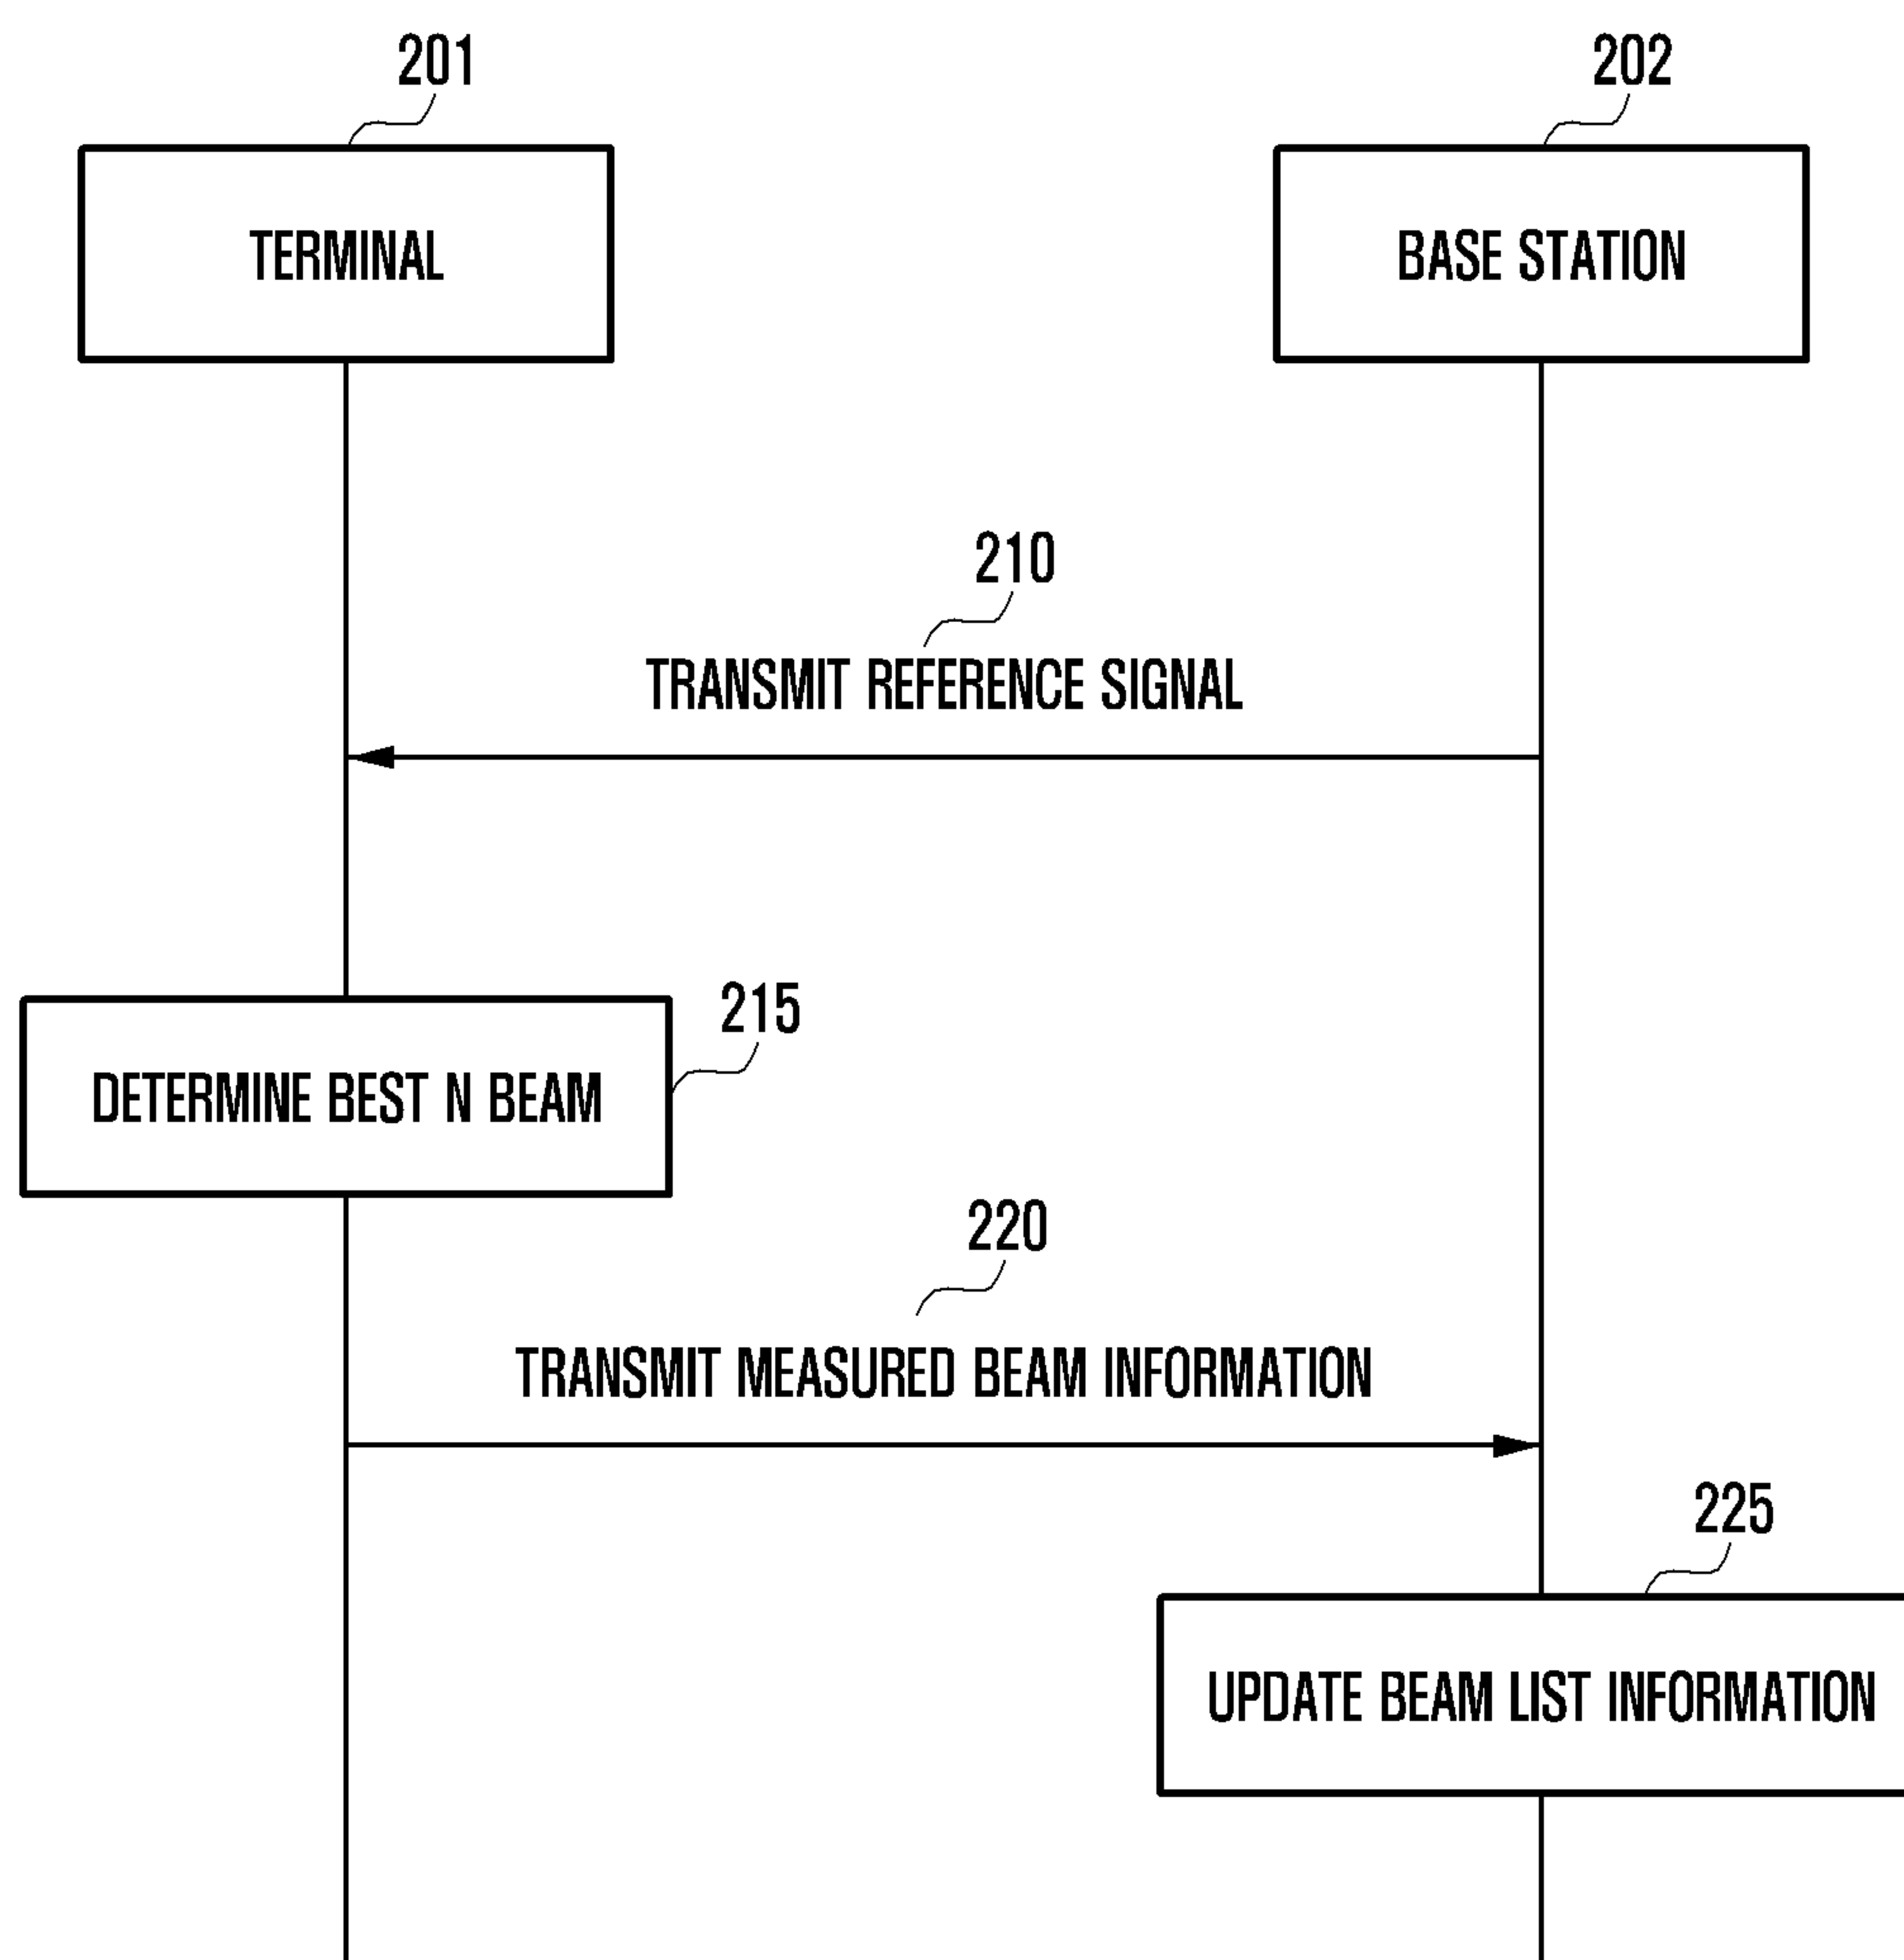 201
202
TERMINAL
BASE STATION
210
TRANSMIT REFERENCE SIGNAL
215
DETERMINE BEST N BEAM
220
TRANSMIT MEASURED BEAM INFORMATION
225
UPDATE BEAM LIST INFORMATION